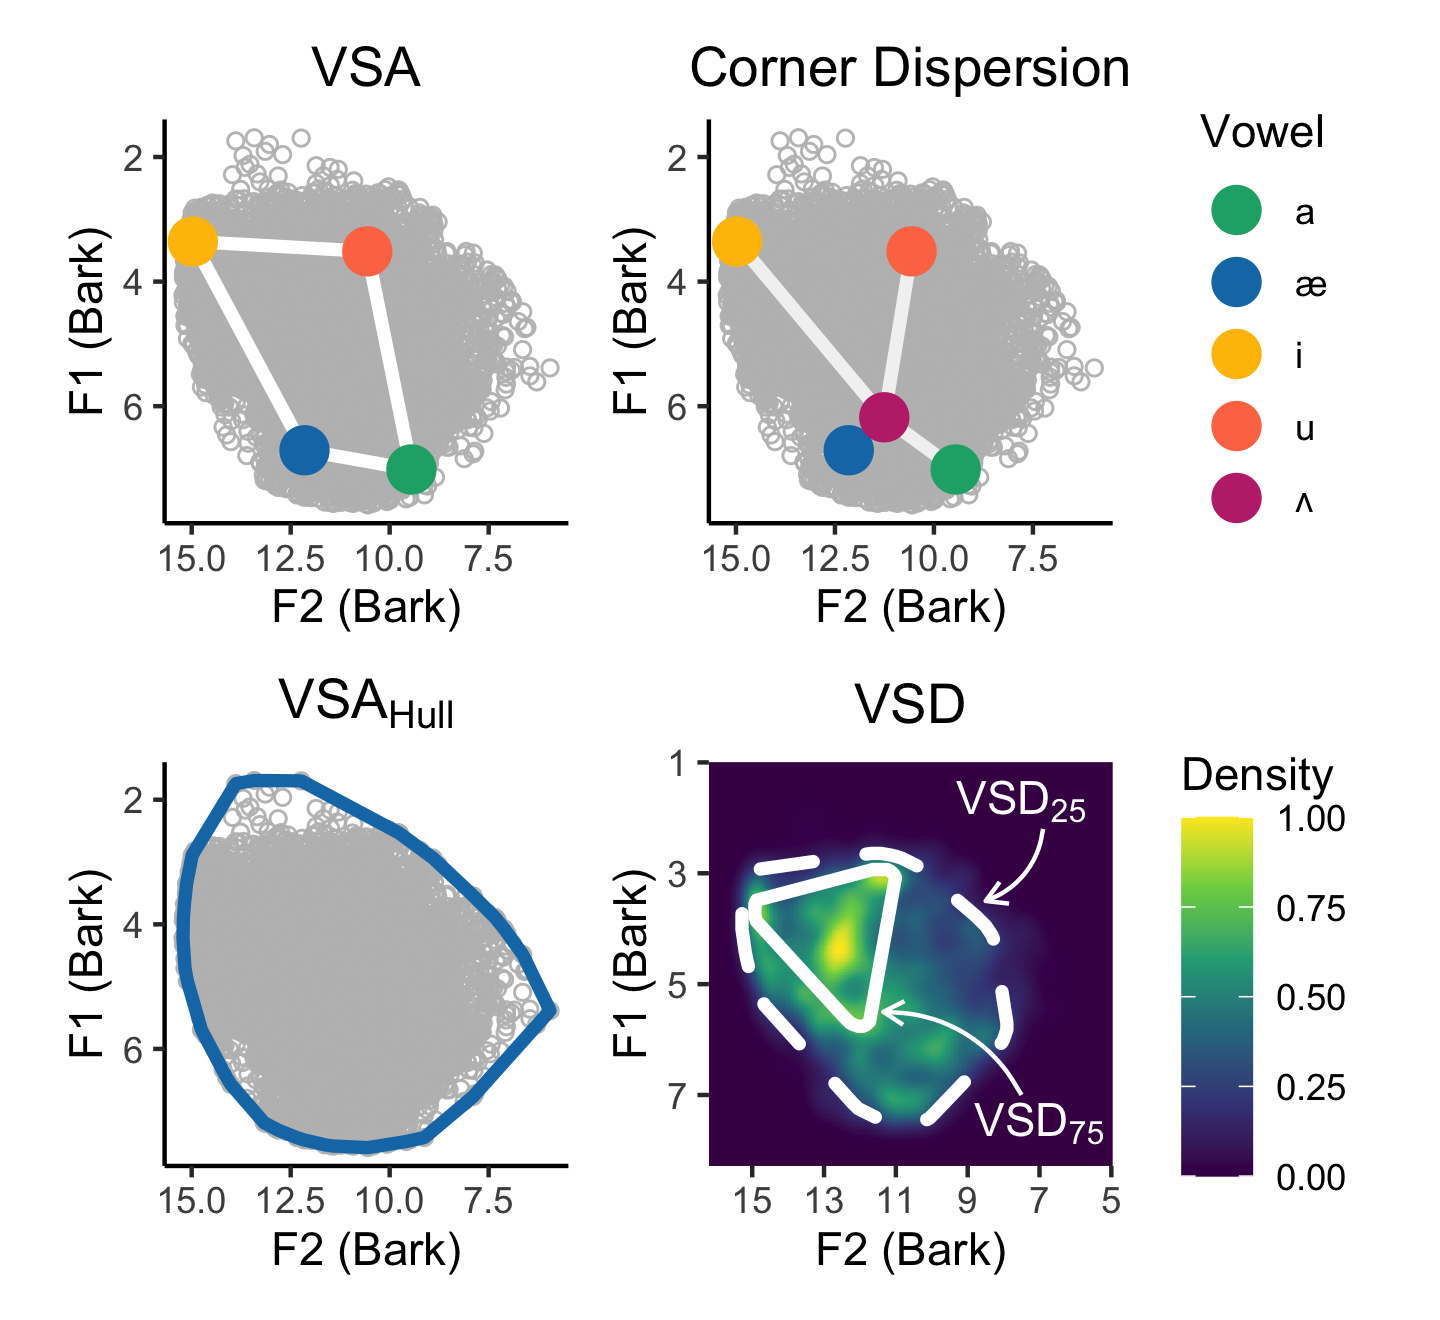 VSA
Corner Dispersion
2
4
6
F1 (Bark)
15.0 12.5 10.0 7.5
F2 (Bark)
2
4
6
F1 (Bark)
15.0 12.5 10.0 7.5
F2 (Bark)
Vowel
a
æ
i
u
ʌ
VSAHull
2
4
6
F1 (Bark)
15.0 12.5 10.0 7.5
F2 (Bark)
VSD
1
3
5
7
F1 (Bark)
VSD25
VSD75
15 13 11 9 7 5
F2 (Bark)
Density
1.00
0.75
0.50
0.25
0.00